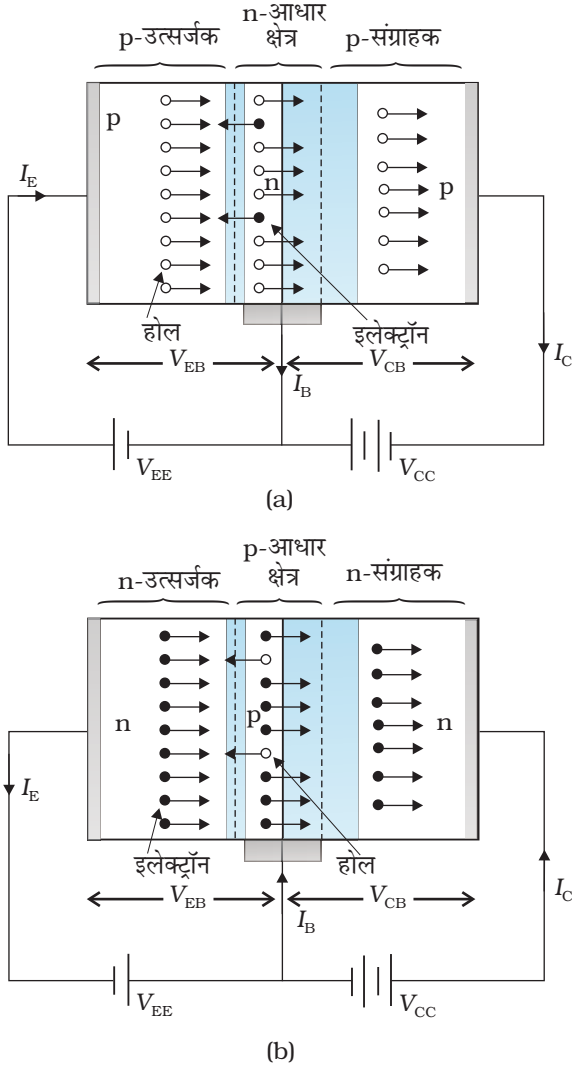 n-आधार
p-उत्सर्जक क्षेत्र p-संग्राहक
p
n
p
I_E
होल
इलेक्ट्रॉन
V_EB
V_CB
I_B
I_C
V_EE
V_CC
(a)
p-आधार
n-उत्सर्जक क्षेत्र n-संग्राहक
n
p
n
I_E
इलेक्ट्रॉन
होल
V_EB
V_CB
I_B
I_C
V_EE
V_CC
(b)